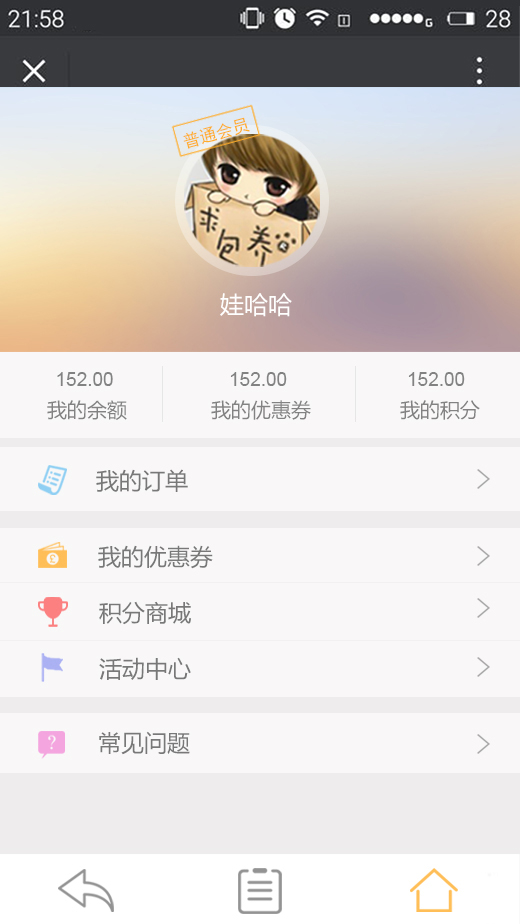 21:58
G
28
普通会员
求包养
娃哈哈
152.00
152.00
152.00
我的余额
我的优惠券
我的积分
我的订单
我的优惠券
积分商城
活动中心
?
常见问题